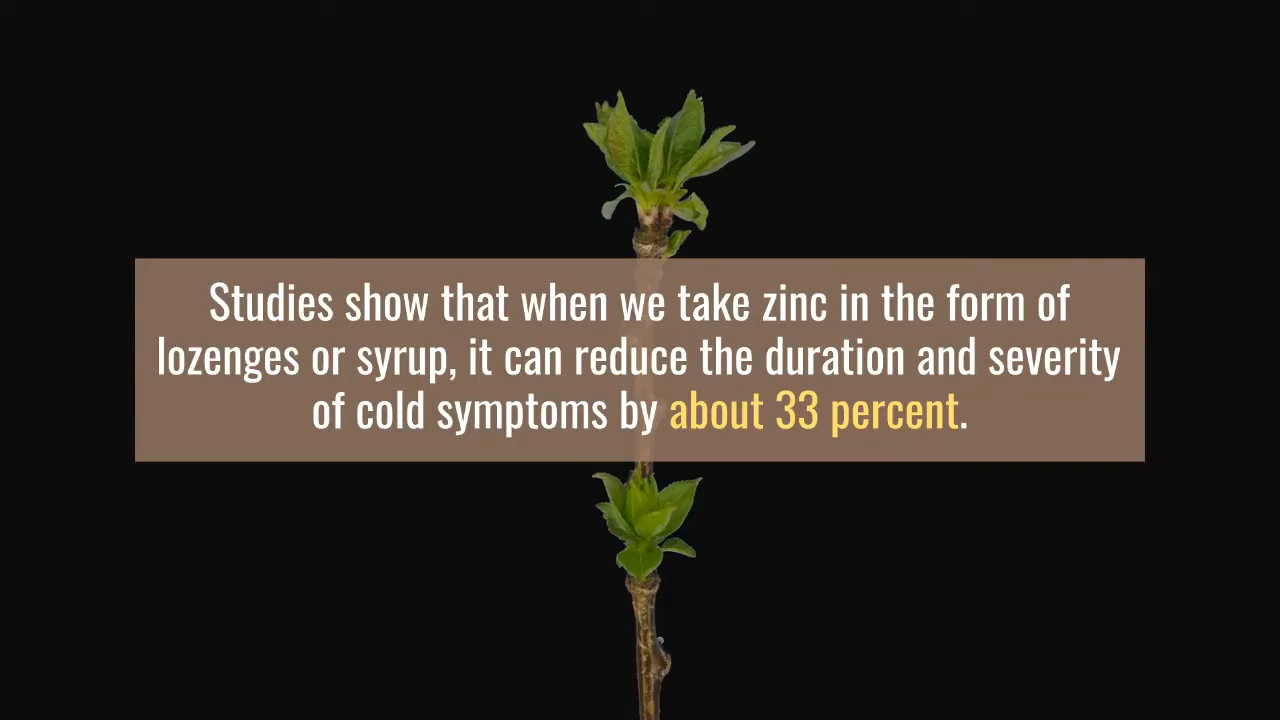 Studies show that when we take zinc in the form of
lozenges or syrup, it can reduce the duration and severity
of cold symptoms by about 33 percent.